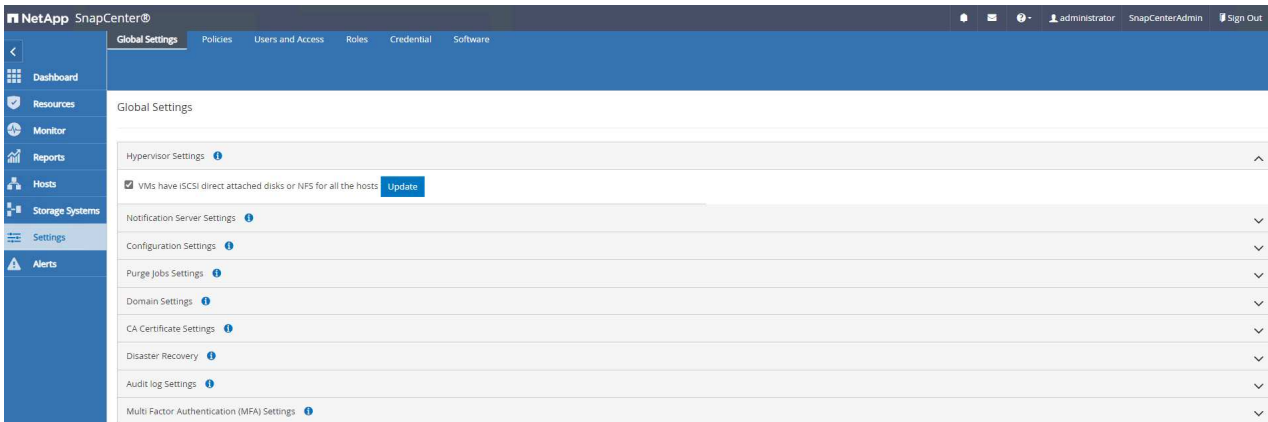 NetApp SnapCenter®
administrator SnapCenterAdmin Sign Out
Global Settings Policies Users and Access Roles Credential Software
Dashboard
Resources
Monitor
Reports
Hosts
Storage Systems
Settings
Alerts
Global Settings
Hypervisor Settings
VMs have iSCSI direct attached disks or NFS for all the hosts Update
Notification Server Settings
Configuration Settings
Purge Jobs Settings
Domain Settings
CA Certificate Settings
Disaster Recovery
Audit log Settings
Multi Factor Authentication (MFA) Settings